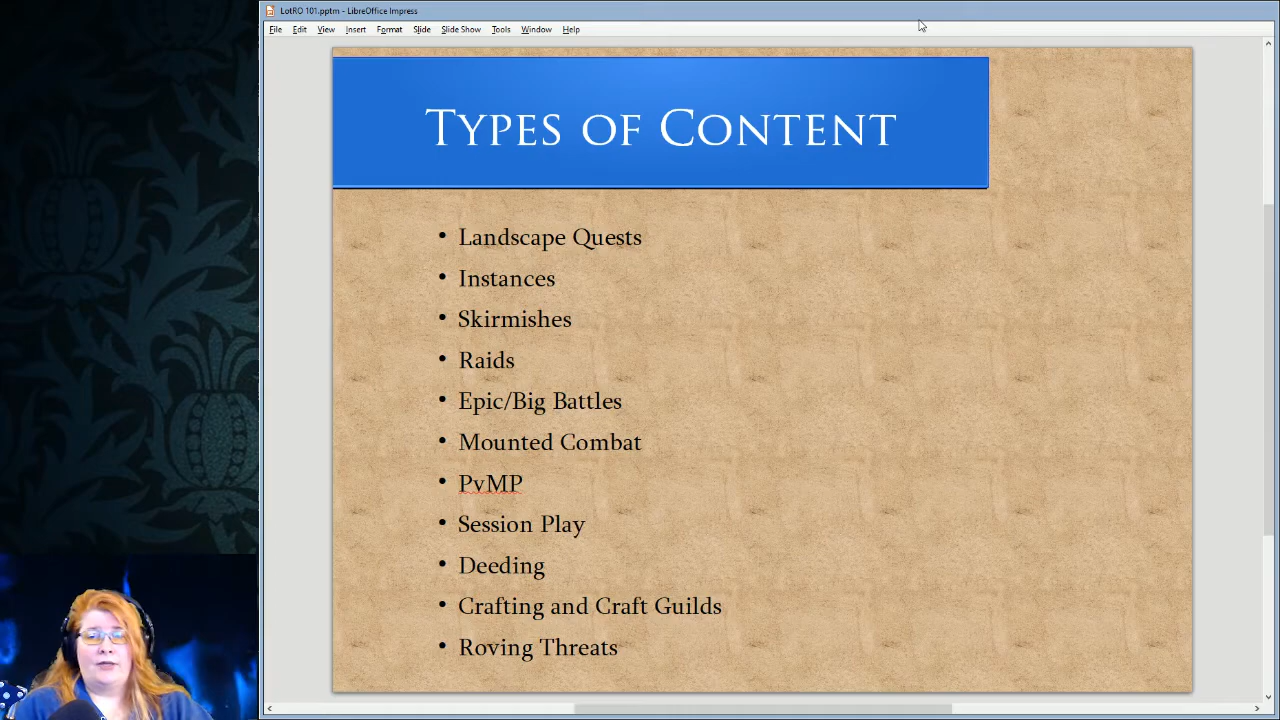 LotRO 101.pptm - LibreOffice Impress
File Edit View Insert Format Slide Slide Show Tools Window Help
Types of Content
• Landscape Quests
• Instances
• Skirmishes
• Raids
• Epic/Big Battles
• Mounted Combat
• PvMP
• Session Play
• Deeding
• Crafting and Craft Guilds
• Roving Threats